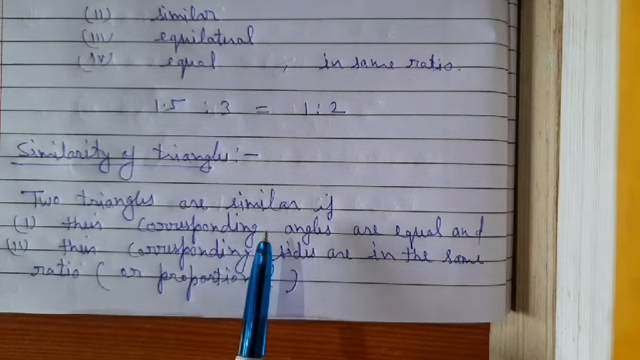 (ii) similar
(iii) equilateral
(iv) equal , in same ratio.
1.5 : 3 = 1 : 2
Similarity of triangles :-
Two triangles are similar if
(i) their corresponding angles are equal and
(ii) their corresponding sides are in the same
ratio ( or proportion )